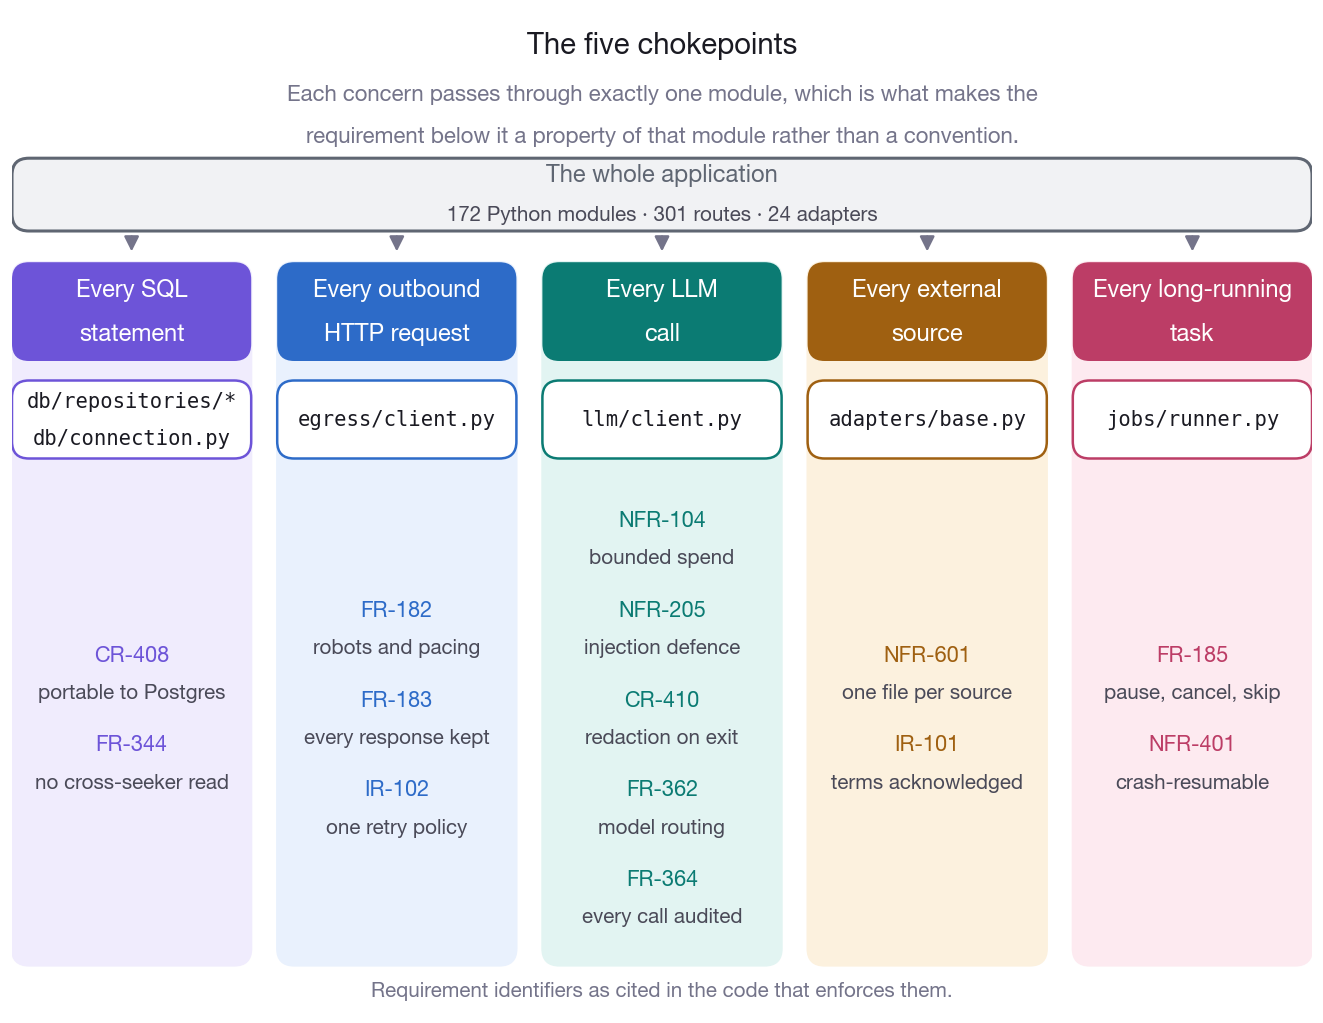 The five chokepoints
Each concern passes through exactly one module, which is what makes the
requirement below it a property of that module rather than a convention.
The whole application
172 Python modules · 301 routes · 24 adapters
Every SQL
statement
db/repositories/*
db/connection.py
CR-408
portable to Postgres
FR-344
no cross-seeker read
Every outbound
HTTP request
egress/client.py
FR-182
robots and pacing
FR-183
every response kept
IR-102
one retry policy
Every LLM
call
llm/client.py
NFR-104
bounded spend
NFR-205
injection defence
CR-410
redaction on exit
FR-362
model routing
FR-364
every call audited
Every external
source
adapters/base.py
NFR-601
one file per source
IR-101
terms acknowledged
Every long-running
task
jobs/runner.py
FR-185
pause, cancel, skip
NFR-401
crash-resumable
Requirement identifiers as cited in the code that enforces them.